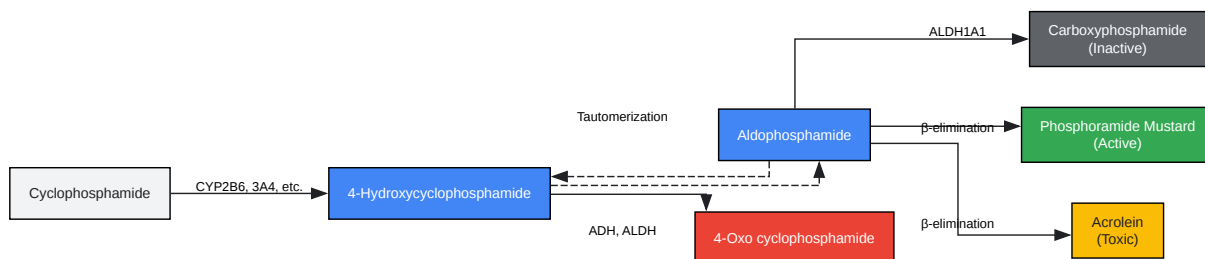 Carboxyphosphamide
(Inactive)
ALDH1A1
Tautomerization
Aldophosphamide
β-elimination
Phosphoramide Mustard
(Active)
Cyclophosphamide
CYP2B6, 3A4, etc.
4-Hydroxycyclophosphamide
ADH, ALDH
4-Oxo cyclophosphamide
β-elimination
Acrolein
(Toxic)